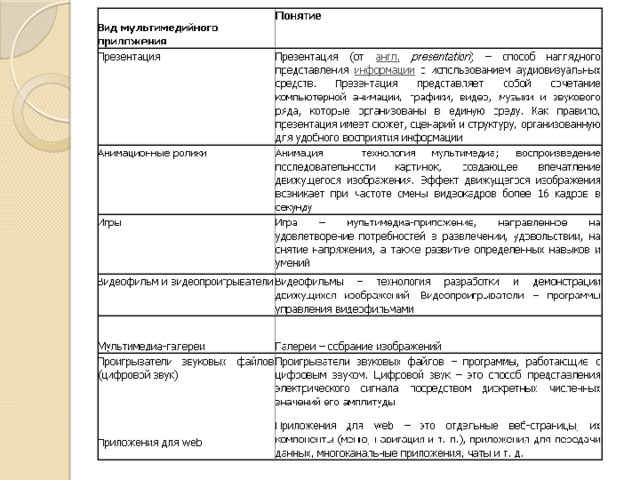 Вид мультимедийного
приложения
Понятие
Презентация
Презентация (от англ. presentation) – способ наглядного
представления информации с использованием аудиовизуальных
средств. Презентация представляет собой сочетание
компьютерной анимации, графики, видео, музыки и звукового
ряда, которые организованы в единую среду. Как правило,
презентация имеет сюжет, сценарий и структуру, организованную
для удобного восприятия информации
Анимационные ролики
Анимация технология мультимедиа; воспроизведение
последовательности картинок, создающее впечатление
движущегося изображения. Эффект движущегося изображения
возникает при частоте смены видеокадров более 16 кадров в
секунду
Игры
Игра – мультимедиа-приложение, направленное на
удовлетворение потребностей в развлечении, удовольствии, на
снятие напряжения, а также развитие определенных навыков и
умений
Видеофильм и видеопроигрыватели
Видеофильмы – технология разработки и демонстрации
движущихся изображений Видеопроигрыватели – программы
управления видеофильмами
Мультимедиа-галереи
Галереи – собрание изображений
Проигрыватели звуковых файлов
(цифровой звук)
Проигрыватели звуковых файлов – программы, работающие с
цифровым звуком. Цифровой звук – это способ представления
электрического сигнала посредством дискретных численных
значений его амплитуды
Приложения для web
Приложения для web – это отдельные веб-страницы, их
компоненты (меню, навигация и т. п.), приложения для передачи
данных, многоканальные приложения, чаты и т. д.